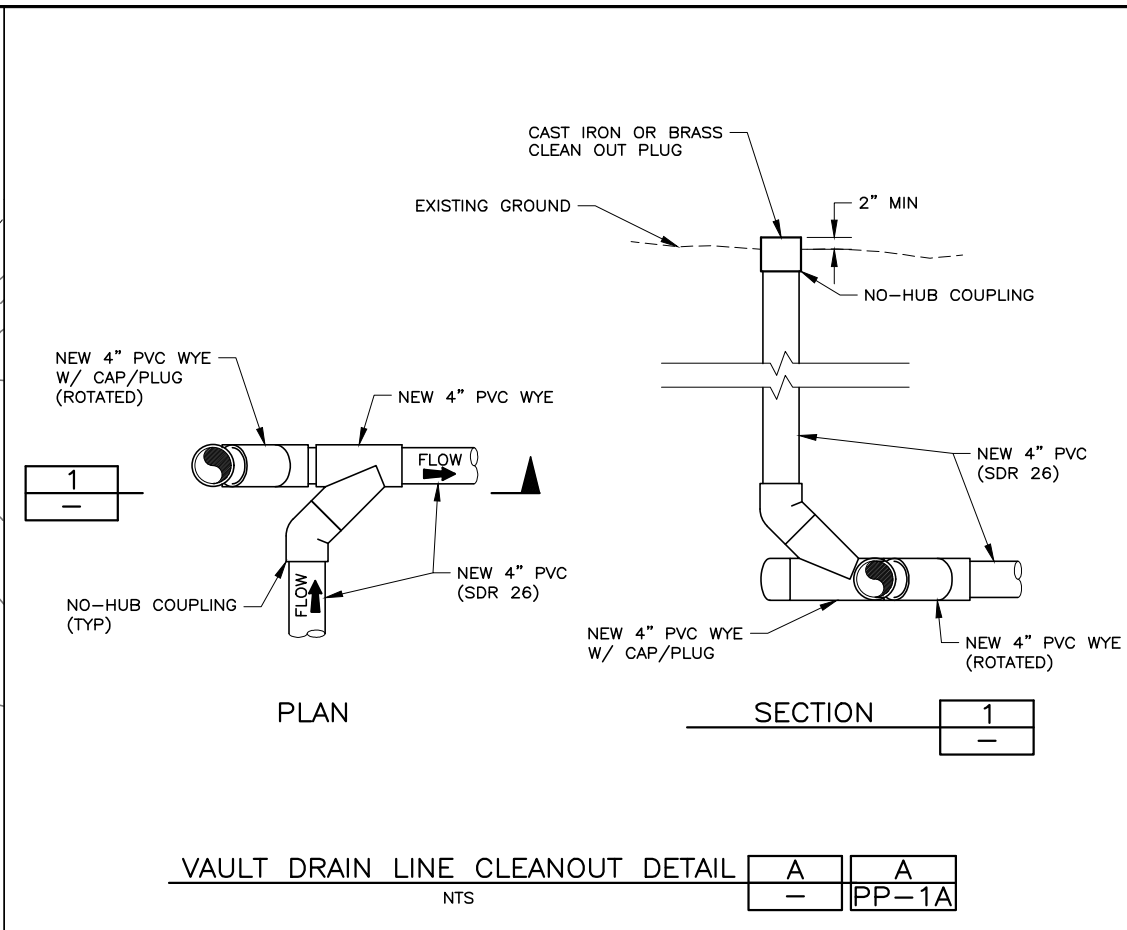 CAST IRON OR BRASS
CLEAN OUT PLUG
EXISTING GROUND
2” MIN
NO-HUB COUPLING
NEW 4” PVC WYE
W/ CAP/PLUG
(ROTATED)
NEW 4” PVC WYE
FLOW
1
-
NEW 4” PVC
(SDR 26)
NEW 4” PVC
(SDR 26)
FLOW
NO-HUB COUPLING
(TYP)
NEW 4” PVC WYE
W/ CAP/PLUG
NEW 4” PVC WYE
(ROTATED)
PLAN
SECTION
1
-
VAULT DRAIN LINE CLEANOUT DETAIL
NTS
A
-
A
PP-1A